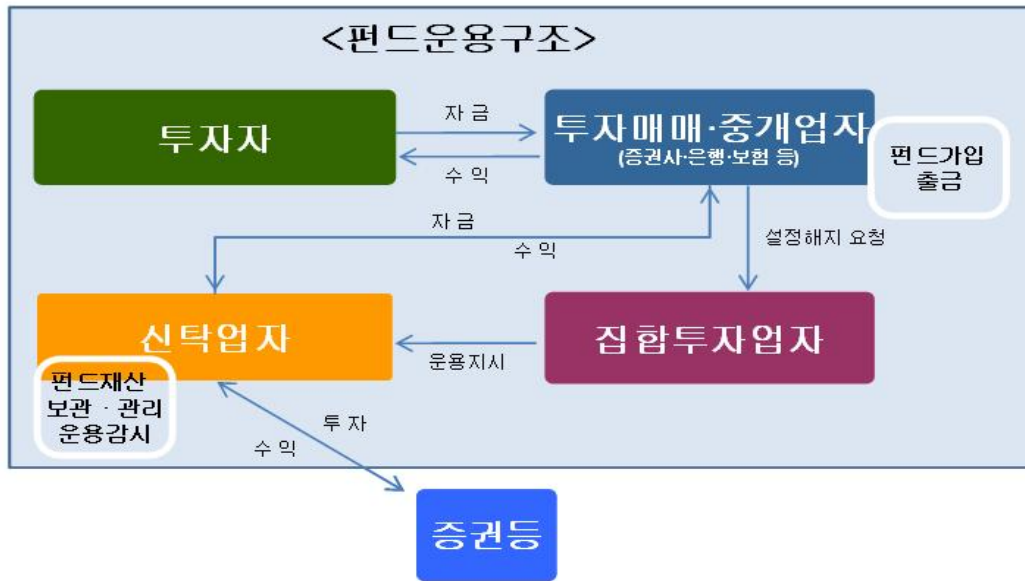 <펀드운용구조>
투자자
자 금
수 익
투자매매·중개업자
(증권사·은행·보험 등)
펀드가입
출금
자 금
수 익
설정해지 요청
신탁업자
운용지시
집합투자업자
펀드재산
보관 · 관리
운용감시
투 자
수 익
증권등